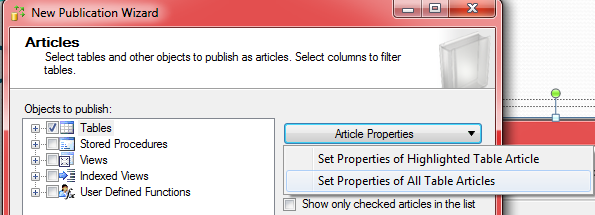 New Publication Wizard
Articles
Select tables and other objects to publish as articles. Select columns to filter
tables.
Objects to publish:
Tables
Stored Procedures
Views
Indexed Views
User Defined Functions
Article Properties
Set Properties of Highlighted Table Article
Set Properties of All Table Articles
Show only checked articles in the list